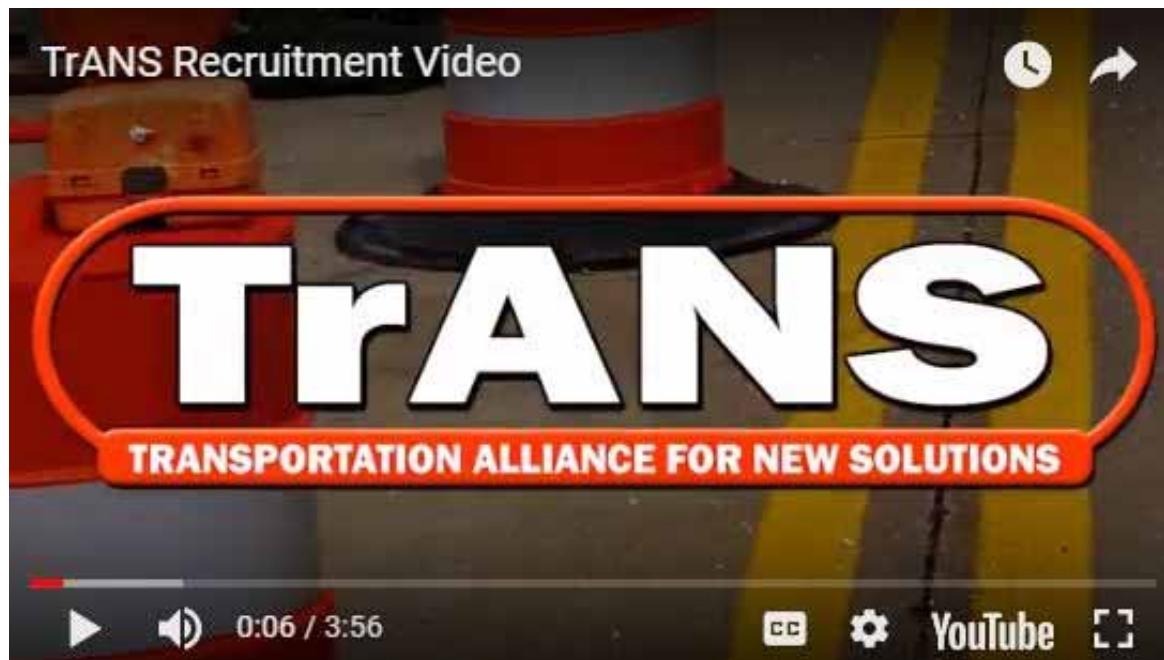 TrANS Recruitment Video
TrANS
TRANSPORTATION ALLIANCE FOR NEW SOLUTIONS
0:06 / 3:56
CC
YouTube